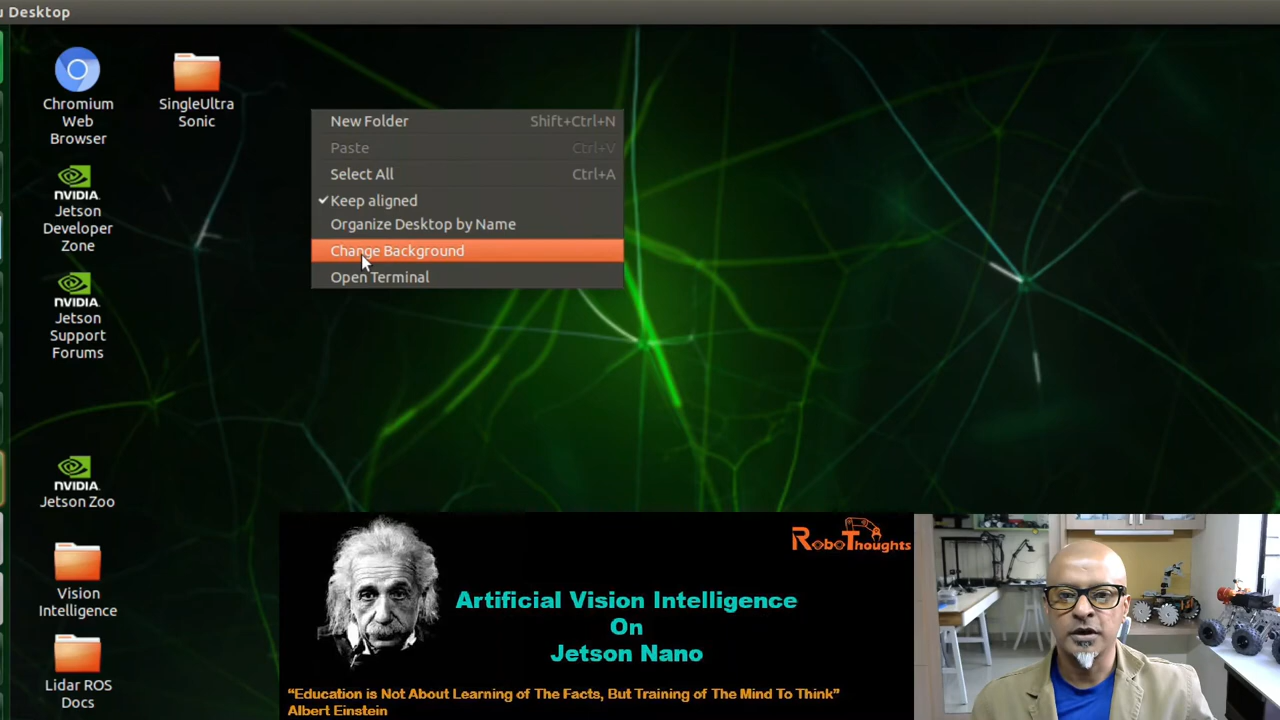 u Desktop
Chromium
Web
Browser
SingleUltra
Sonic
New Folder Shift+Ctrl+N
Paste Ctrl+V
Select All Ctrl+A
Keep aligned
Organize Desktop by Name
Change Background
Open Terminal
NVIDIA.
Jetson
Developer
Zone
NVIDIA.
Jetson
Support
Forums
NVIDIA.
Jetson Zoo
Vision
Intelligence
Lidar ROS
Docs
RoboThoughts
Artificial Vision Intelligence
On
Jetson Nano
“Education is Not About Learning of The Facts, But Training of The Mind To Think”
Albert Einstein